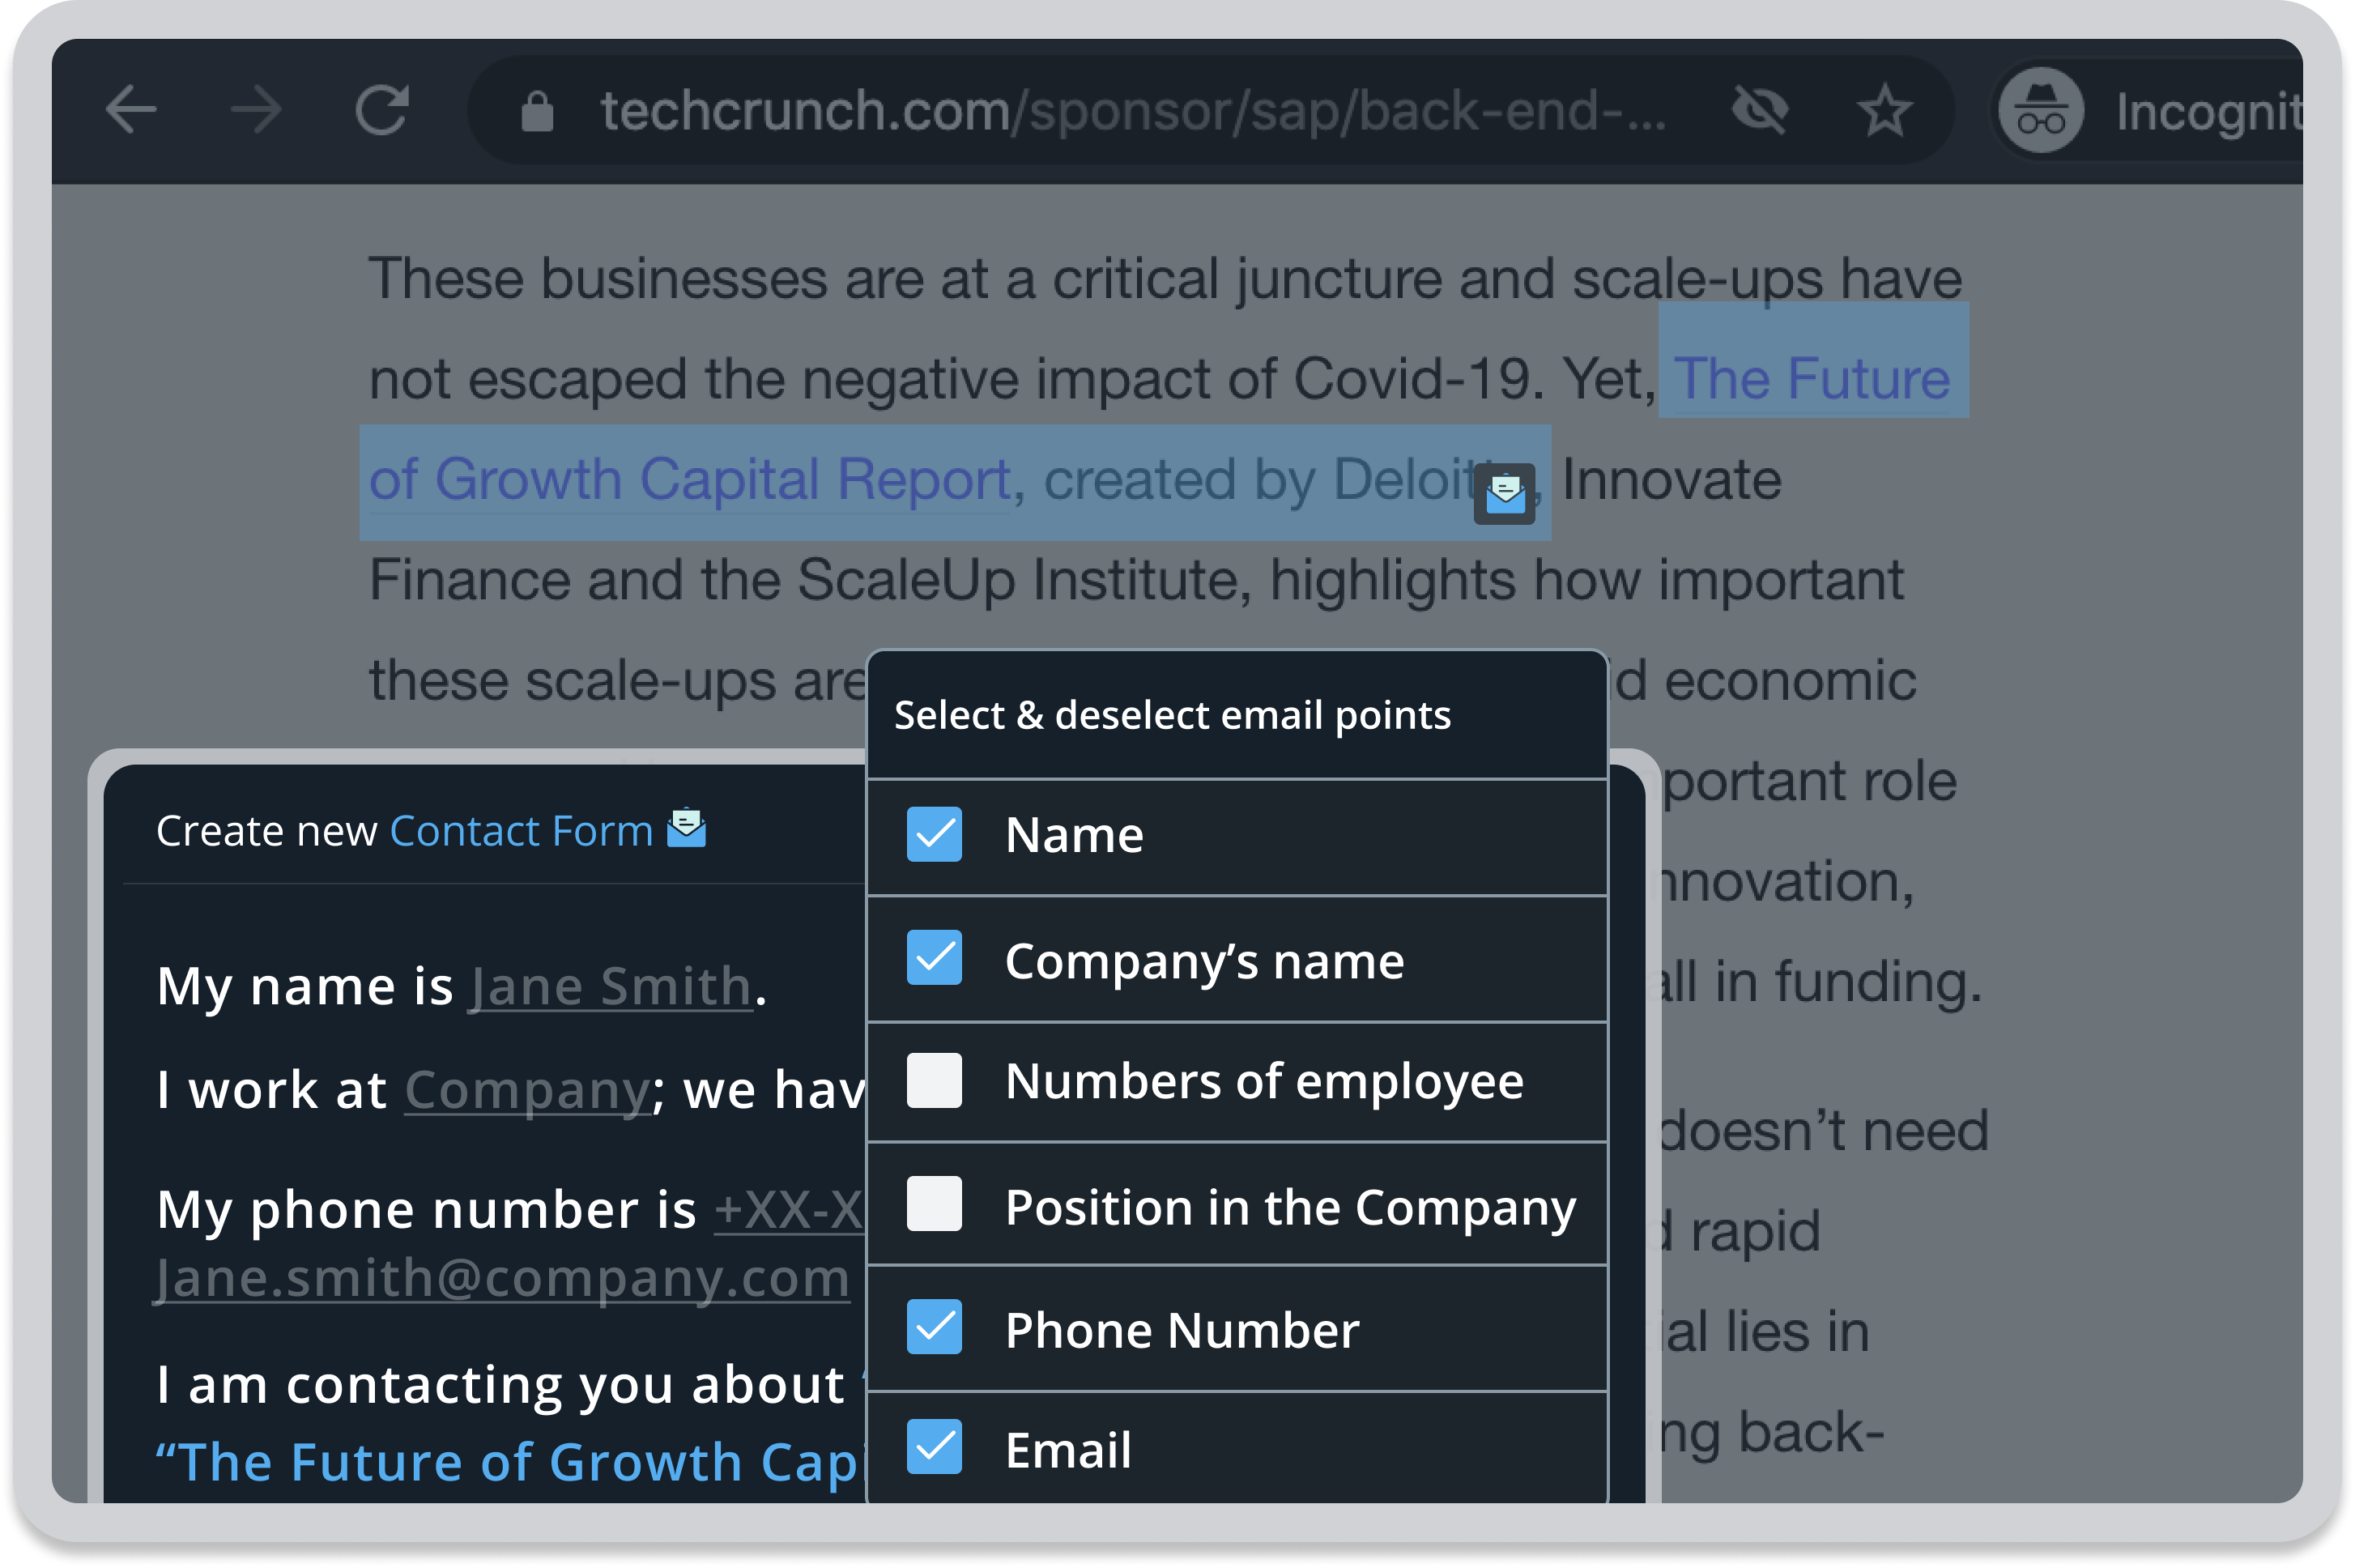 techcrunch.com/sponsor/sap/back-end-...
Incognit
These businesses are at a critical juncture and scale-ups have
not escaped the negative impact of Covid-19. Yet, The Future
of Growth Capital Report, created by Deloitt, Innovate
Finance and the ScaleUp Institute, highlights how important
these scale-ups are
d economic
portant role
nnovation,
all in funding.
doesn’t need
d rapid
ial lies in
ng back-
Create new Contact Form
My name is Jane Smith.
I work at Company; we hav
My phone number is +XX-X
Jane.smith@company.com
I am contacting you about “
“The Future of Growth Capi
Select & deselect email points
Name
Company’s name
Numbers of employee
Position in the Company
Phone Number
Email